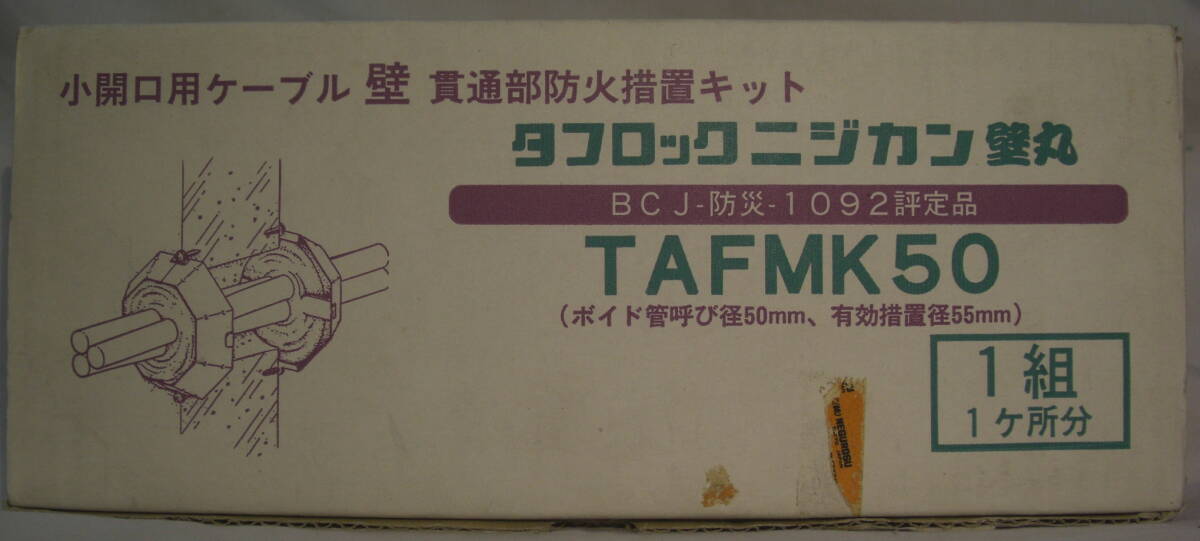 小開口用ケーブル 壁 貫通部防火措置キット
タフロックニジカン壁丸
BCJ-防災-1092評定品
TAFMK50
（ボイド管呼び径50mm、有効措置径55mm）
1組
1ヶ所分
NEGUROSU